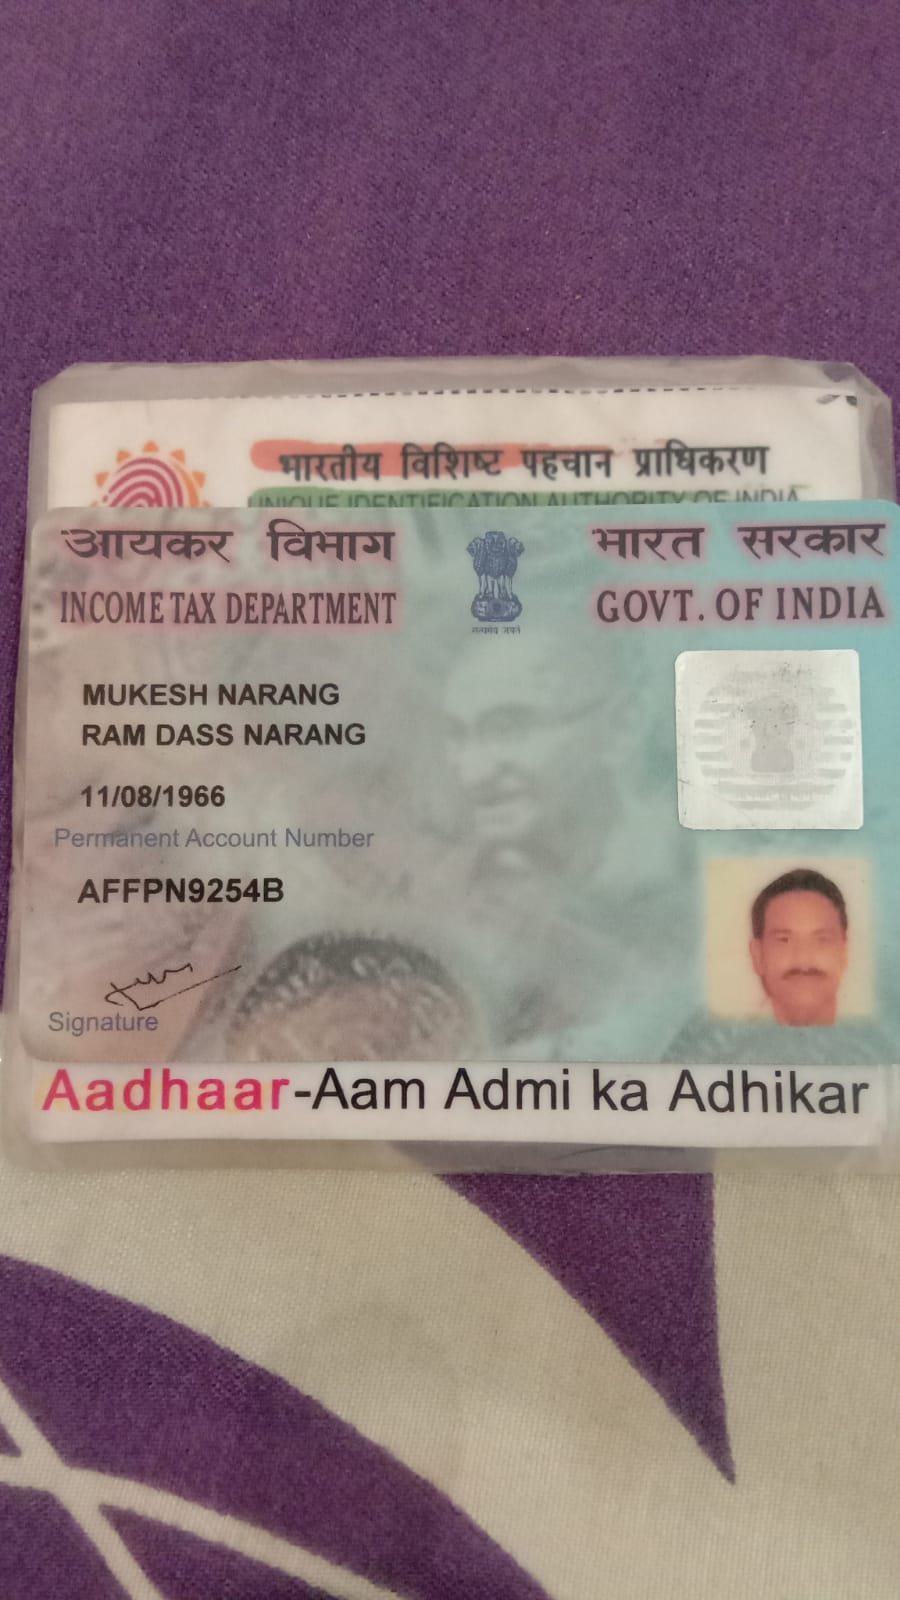 भारतीय विशिष्ट पहचान प्राधिकरण
UNIQUE IDENTIFICATION AUTHORITY OF INDIA
आयकर विभाग
INCOME TAX DEPARTMENT
सत्यमेव जयते
भारत सरकार
GOVT. OF INDIA
MUKESH NARANG
RAM DASS NARANG
11/08/1966
Permanent Account Number
AFFPN9254B
Signature
Aadhaar-Aam Admi ka Adhikar